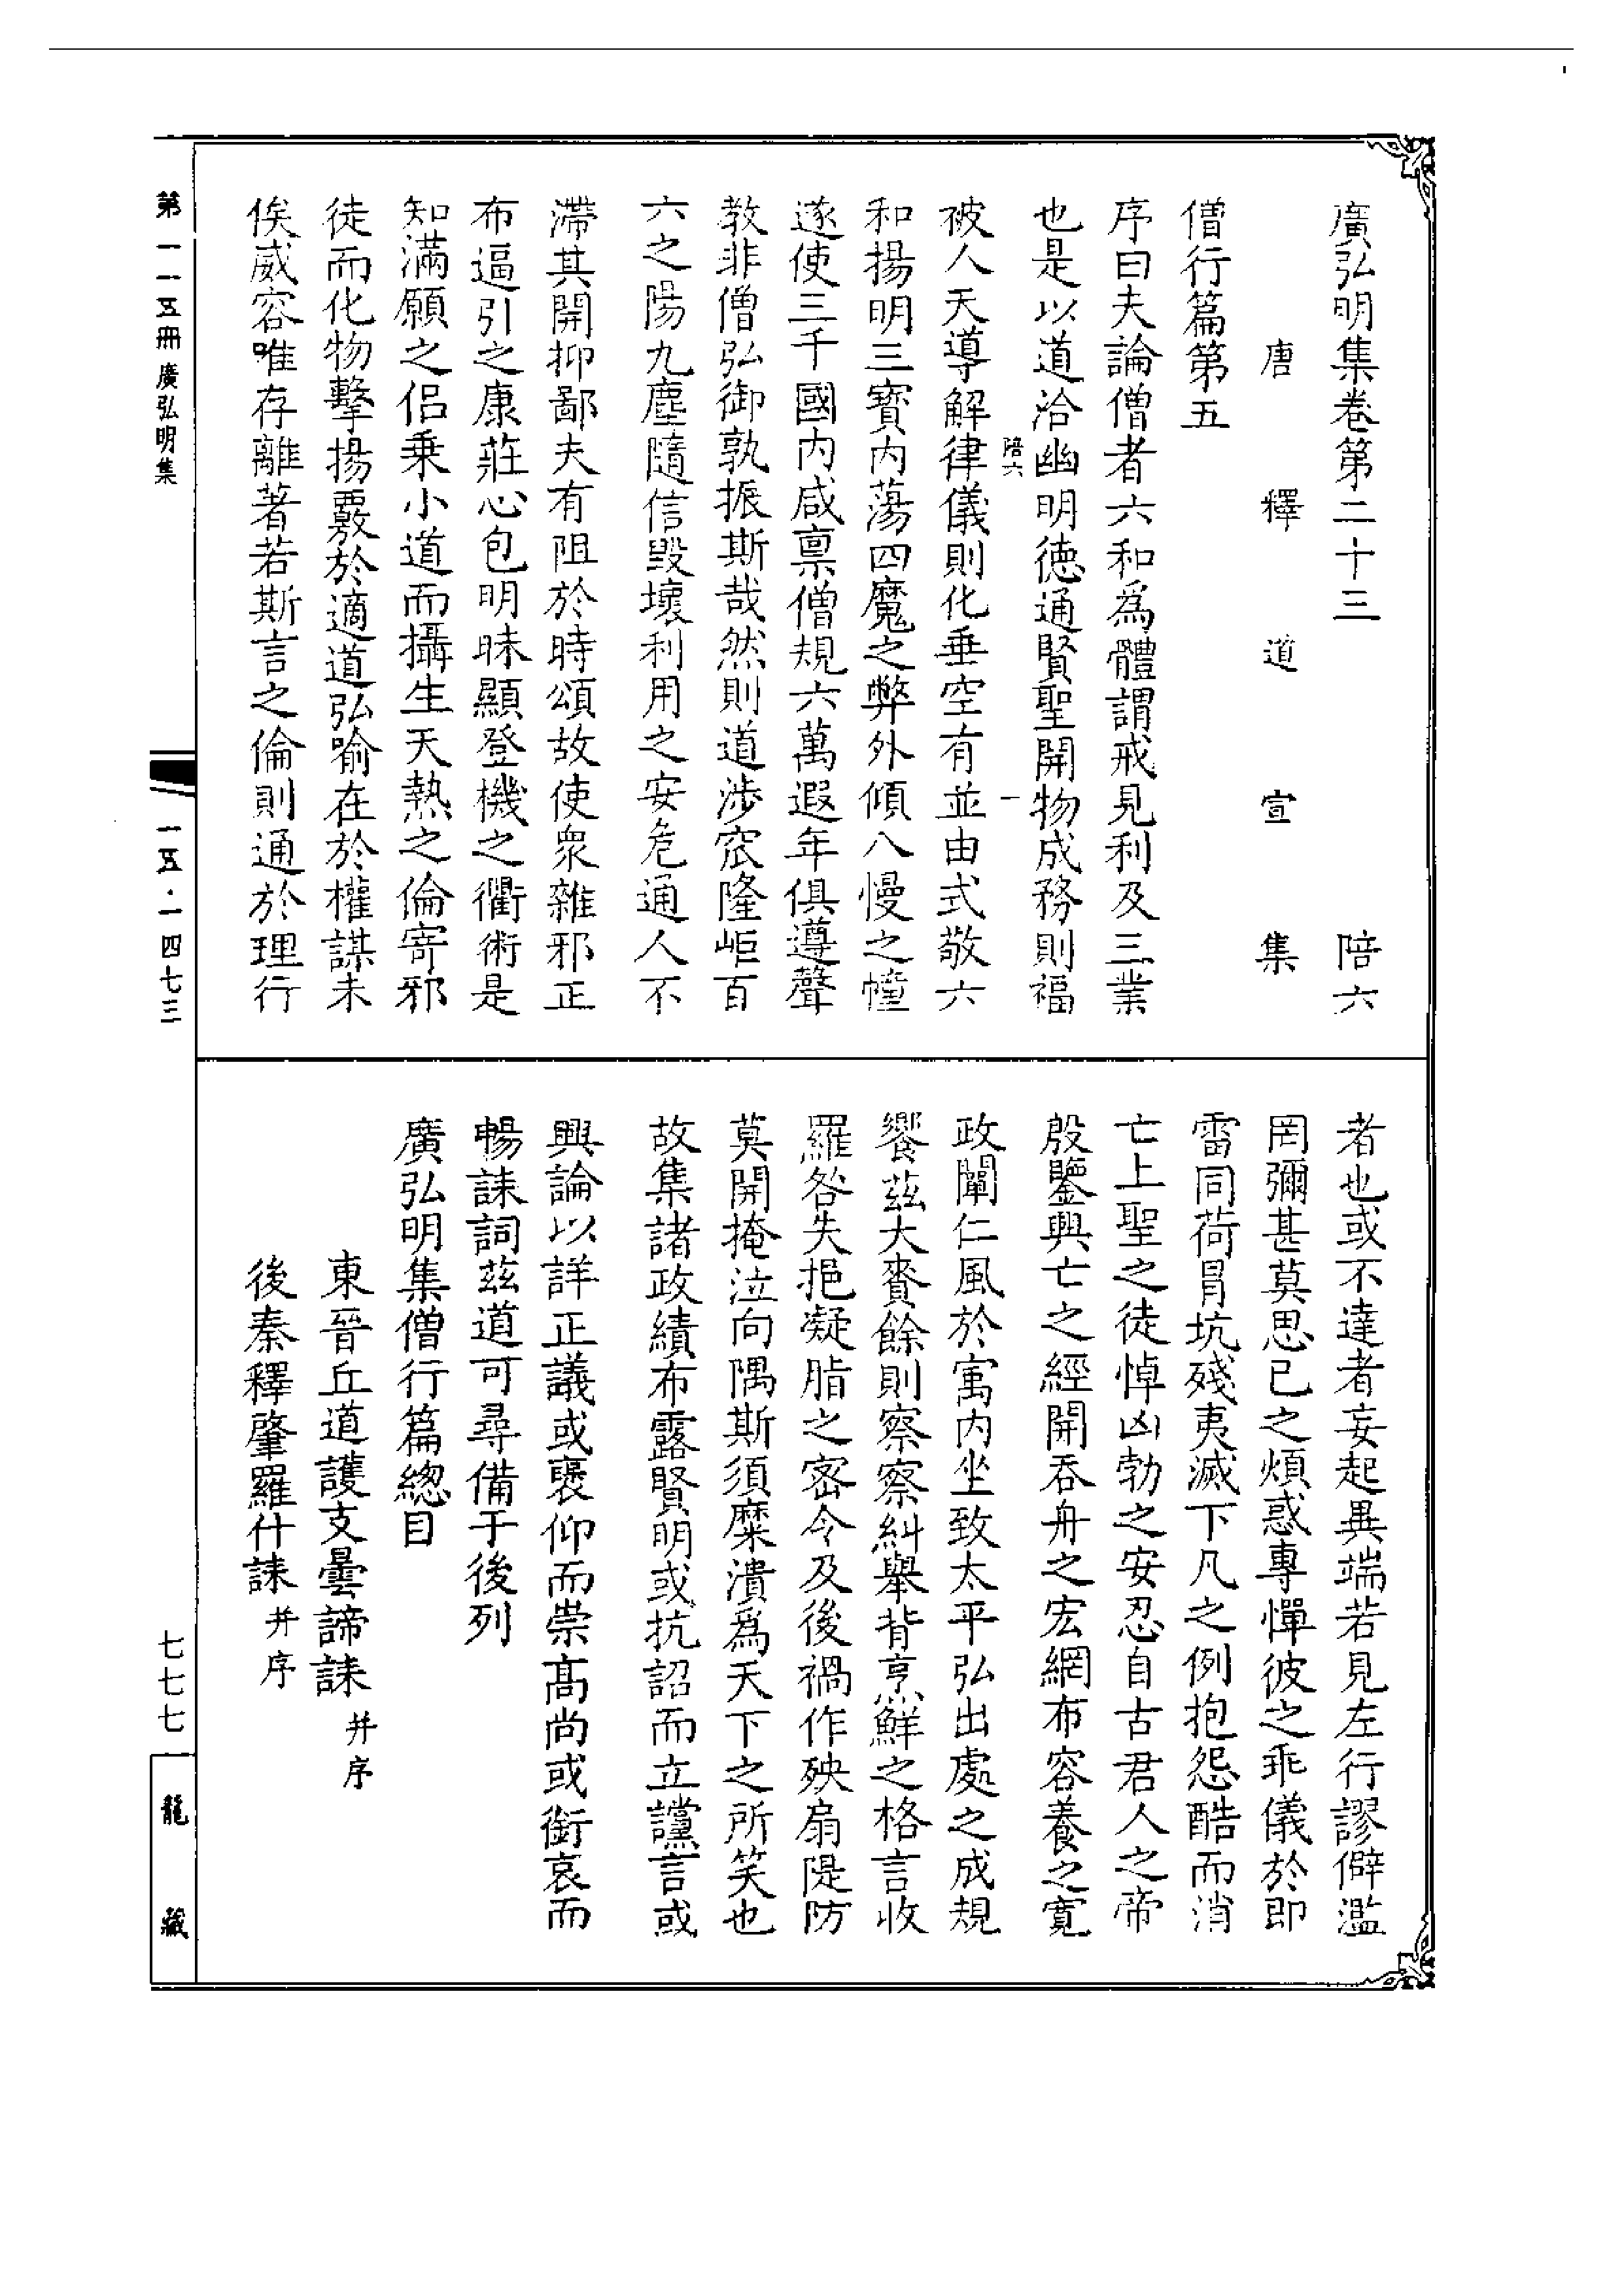 廣弘明集卷第二十三　陪六
唐釋道宣集
僧行篇第五
序曰夫論僧者六和爲體謂戒見利及三業
也是以道洽幽明德通賢聖開物成務則福
陪六　一
被人天導解律儀則化垂空有並由式敬六
和揚明三寶內蕩四魔之弊外傾八慢之幢
遂使三千國內咸禀僧規六萬遐年俱遵聲
教非僧弘御孰振斯哉然則道涉窊隆岠百
六之陽九塵隨信毀壞利用之安危通人不
滯其開抑鄙夫有阻於時頌故使衆雜邪正
布逼引之康莊心包明昧顯登機之衢術是
知滿願之侣乗小道而攝生天熱之倫寄邪
徒而化物擊揚覈於適道弘喻在於權謀未
俟威容唯存離著若斯言之倫則通於理行
者也或不達者妄起異端若見左行謬僻濫
罔彌甚莫思已之煩惑專憚彼之乖儀於即
雷同荷冐坑殘夷滅下凡之例抱怨酷而消
亡上聖之徒悼凶勃之安忍自古君人之帝
殷鑒興亡之經開吞舟之宏網布容養之寛
政闡仁風於寓內坐致太平弘出處之成規
饗茲大賚餘則察察糾舉背烹鮮之格言收
羅咎失挹凝脂之密令及後禍作殃扇隄防
莫開掩泣向隅斯須糜潰爲天下之所笑也
故集諸政績布露賢明或抗詔而立讜言或
興論以詳正議或褒仰而崇髙尚或銜哀而
暢誄詞茲道可尋備于後列
廣弘明集僧行篇總目
東晉丘道護支曇諦誄并序
後秦釋肇羅什誄并序
第一一五冊　廣弘明集
一五·一四七三
七七七
龍藏